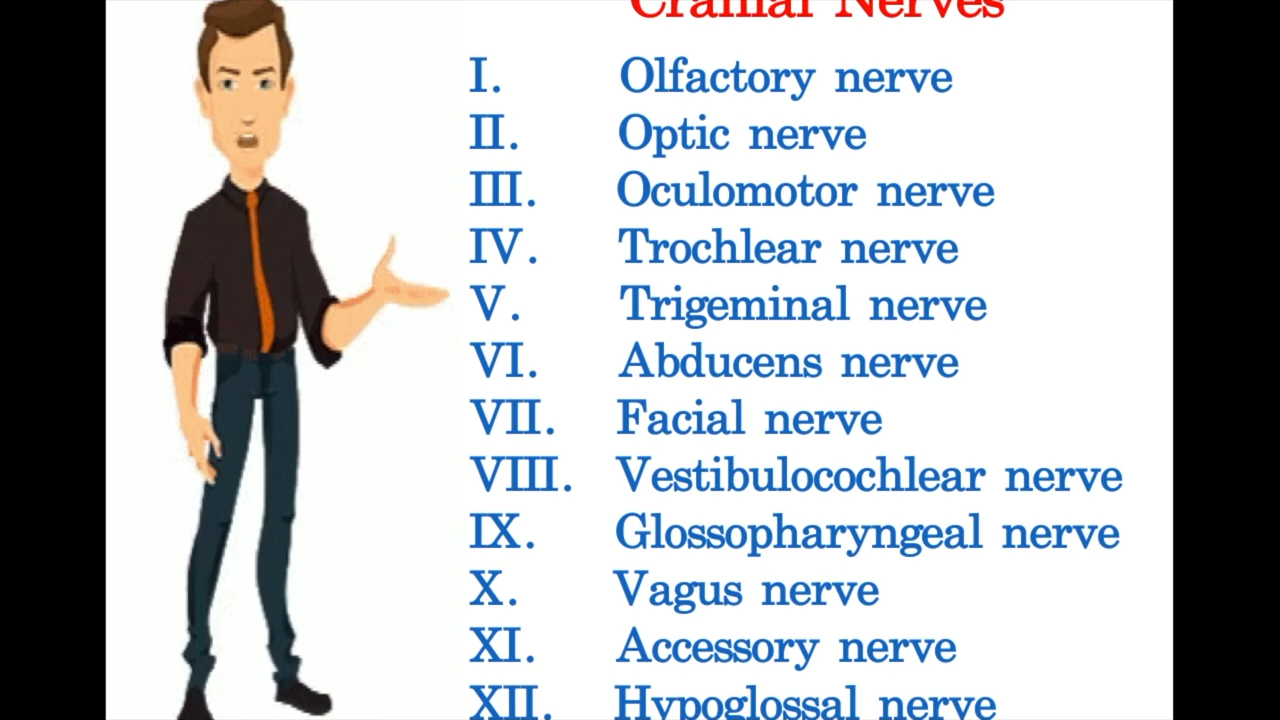 Cranial Nerves
I. Olfactory nerve
II. Optic nerve
III. Oculomotor nerve
IV. Trochlear nerve
V. Trigeminal nerve
VI. Abducens nerve
VII. Facial nerve
VIII. Vestibulocochlear nerve
IX. Glossopharyngeal nerve
X. Vagus nerve
XI. Accessory nerve
XII. Hypoglossal nerve